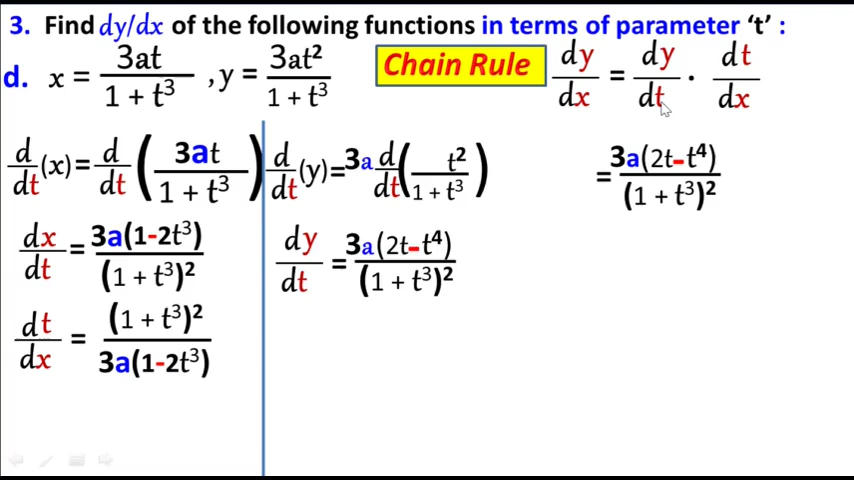 3. Find dy/dx of the following functions in terms of parameter ‘t’ :
d. x = 3at / 1 + t³ , y = 3at² / 1 + t³
Chain Rule
dy/dx = dy/dt · dt/dx
d/dt (x) = d/dt ( 3at / 1 + t³ )
dx/dt = 3a(1-2t³) / (1 + t³)²
dt/dx = (1 + t³)² / 3a(1-2t³)
d/dt (y) = 3a d/dt ( t² / 1 + t³ )
dy/dt = 3a(2t-t⁴) / (1 + t³)²
= 3a(2t-t⁴) / (1 + t³)²